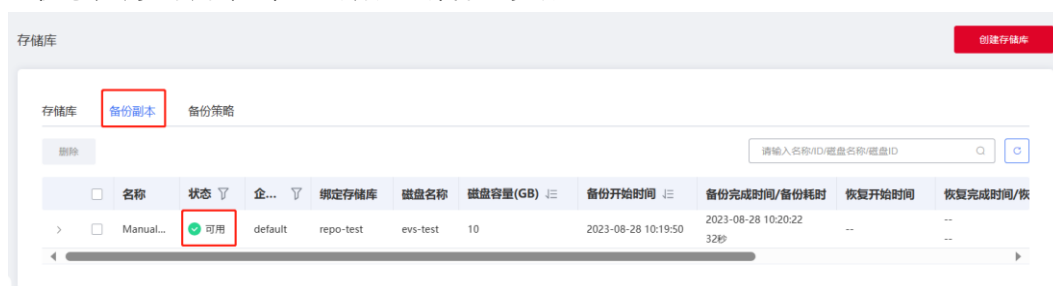 存储库
创建存储库
存储库 备份副本 备份策略
删除
请输入名称/ID/磁盘名称/磁盘ID
名称 状态 企... 绑定存储库 磁盘名称 磁盘容量(GB) 备份开始时间 备份完成时间/备份耗时 恢复开始时间 恢复完成时间/恢
Manual... 可用 default repo-test evs-test 10 2023-08-28 10:19:50 2023-08-28 10:20:22 -- --
32秒 --